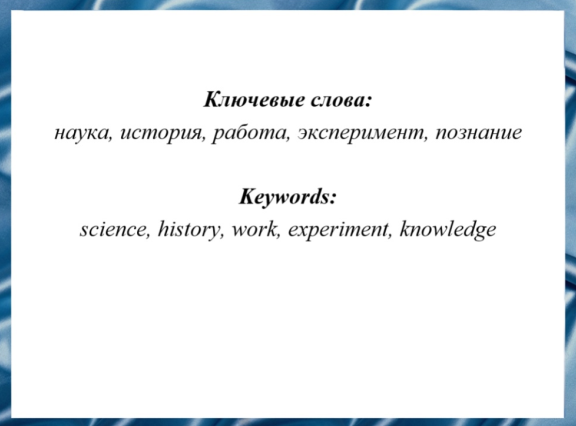 Ключевые слова:
наука, история, работа, эксперимент, познание
Keywords:
science, history, work, experiment, knowledge